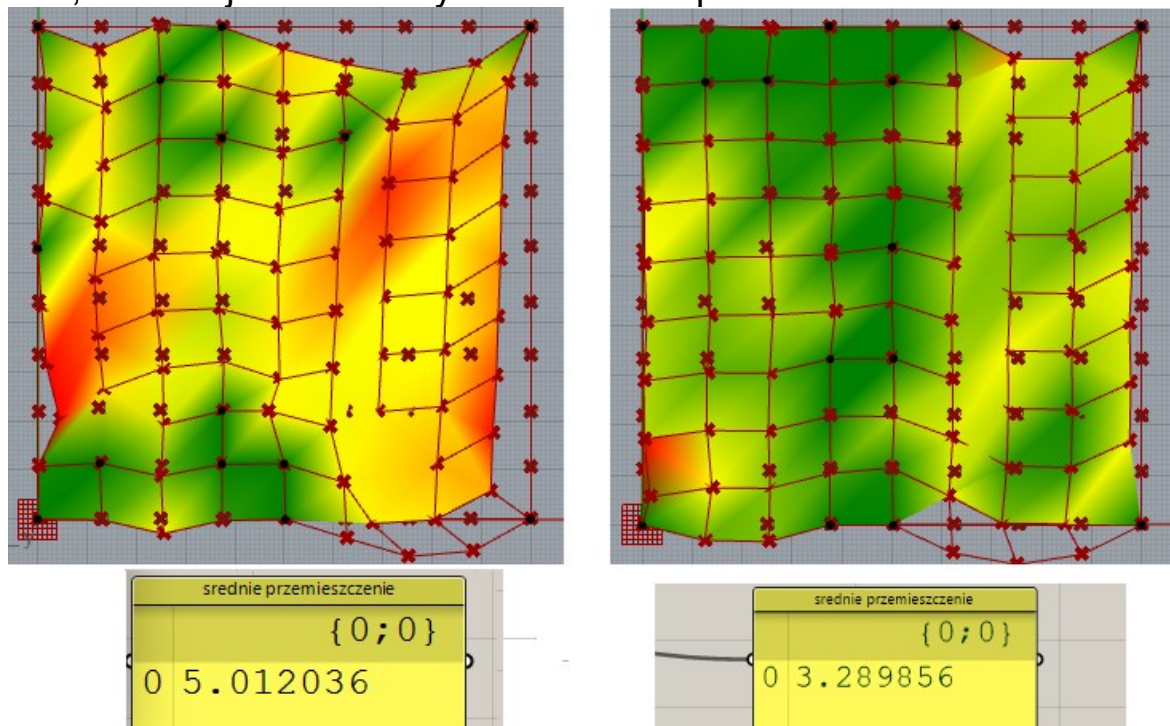 srednie przemieszczenie
{0;0}
0 5.012036
srednie przemieszczenie
{0;0}
0 3.289856